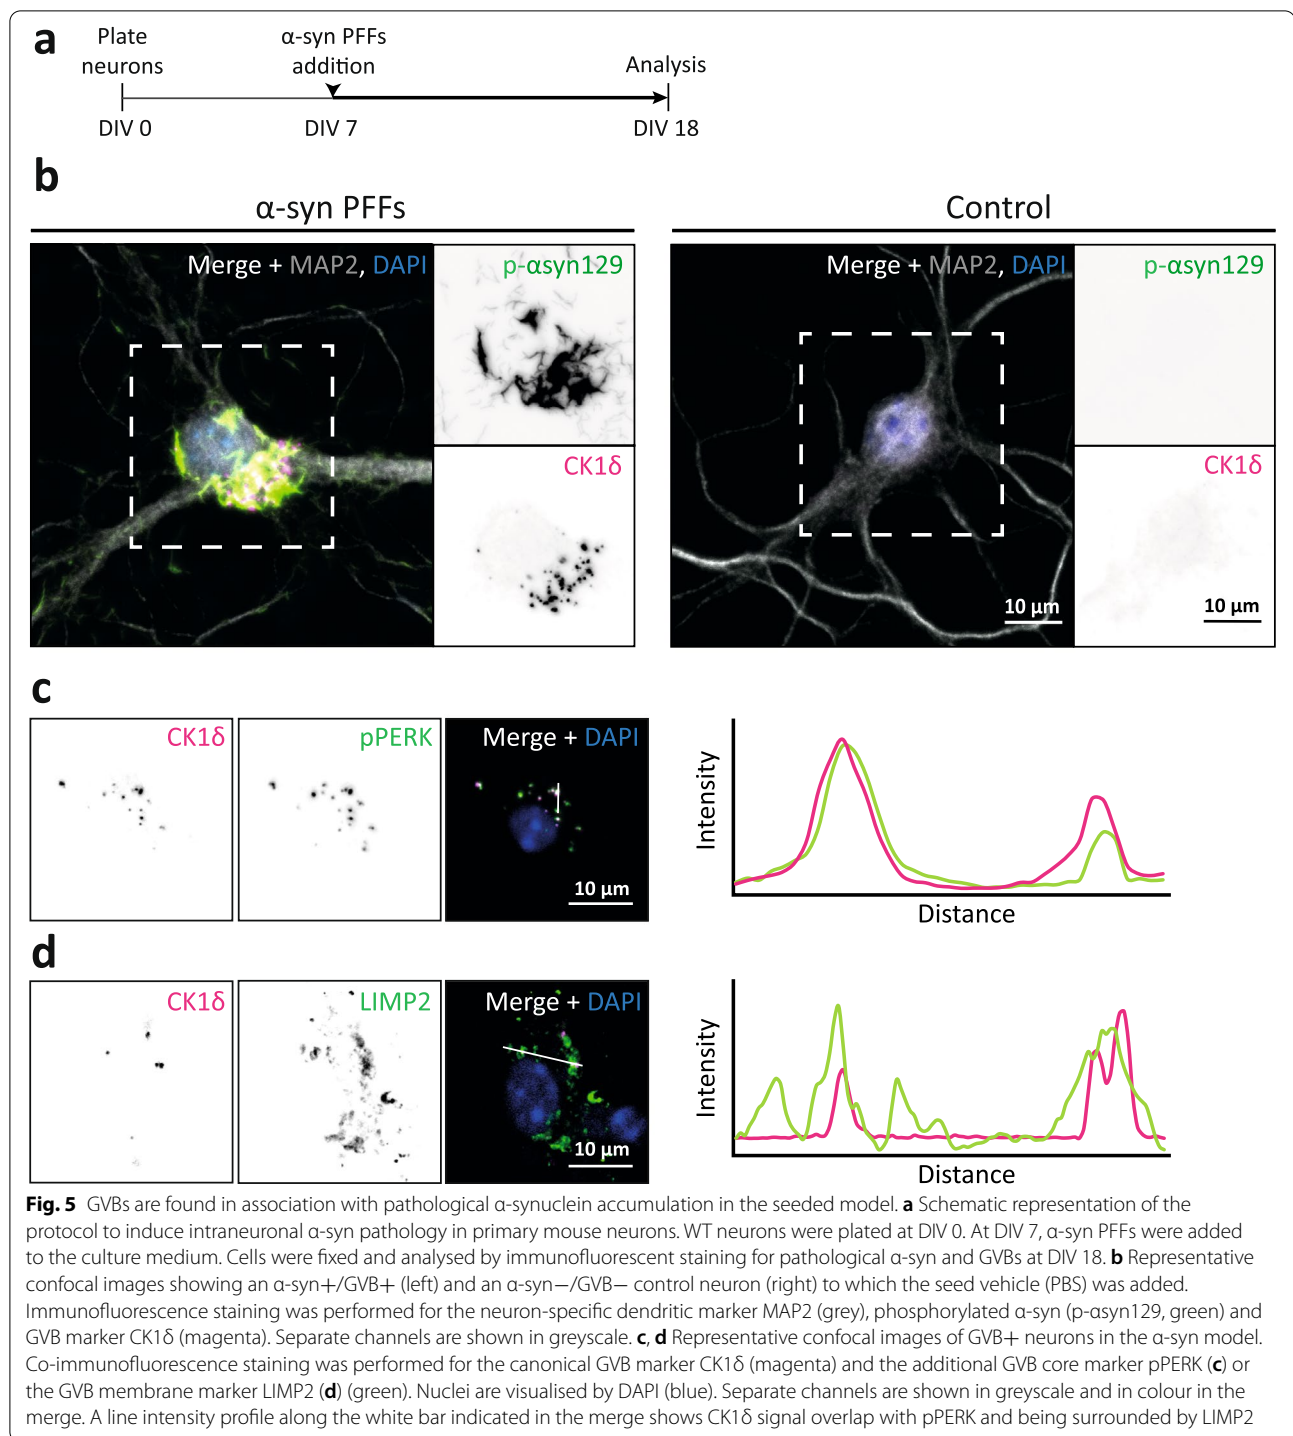 a
Plate neurons
α-syn PFFs addition
Analysis
DIV 0
DIV 7
DIV 18
b
α-syn PFFs
Control
Merge + MAP2, DAPI
p-αsyn129
CK1δ
Merge + MAP2, DAPI
p-αsyn129
CK1δ
10 µm
10 µm
c
CK1δ
pPERK
Merge + DAPI
10 µm
Intensity
Distance
d
CK1δ
LIMP2
Merge + DAPI
10 µm
Intensity
Distance
Fig. 5 GVBs are found in association with pathological α-synuclein accumulation in the seeded model. a Schematic representation of the
protocol to induce intraneuronal α-syn pathology in primary mouse neurons. WT neurons were plated at DIV 0. At DIV 7, α-syn PFFs were added
to the culture medium. Cells were fixed and analysed by immunofluorescent staining for pathological α-syn and GVBs at DIV 18. b Representative
confocal images showing an α-syn+/GVB+ (left) and an α-syn−/GVB− control neuron (right) to which the seed vehicle (PBS) was added.
Immunofluorescence staining was performed for the neuron-specific dendritic marker MAP2 (grey), phosphorylated α-syn (p-αsyn129, green) and
GVB marker CK1δ (magenta). Separate channels are shown in greyscale. c, d Representative confocal images of GVB+ neurons in the α-syn model.
Co-immunofluorescence staining was performed for the canonical GVB marker CK1δ (magenta) and the additional GVB core marker pPERK (c) or
the GVB membrane marker LIMP2 (d) (green). Nuclei are visualised by DAPI (blue). Separate channels are shown in greyscale and in colour in the
merge. A line intensity profile along the white bar indicated in the merge shows CK1δ signal overlap with pPERK and being surrounded by LIMP2